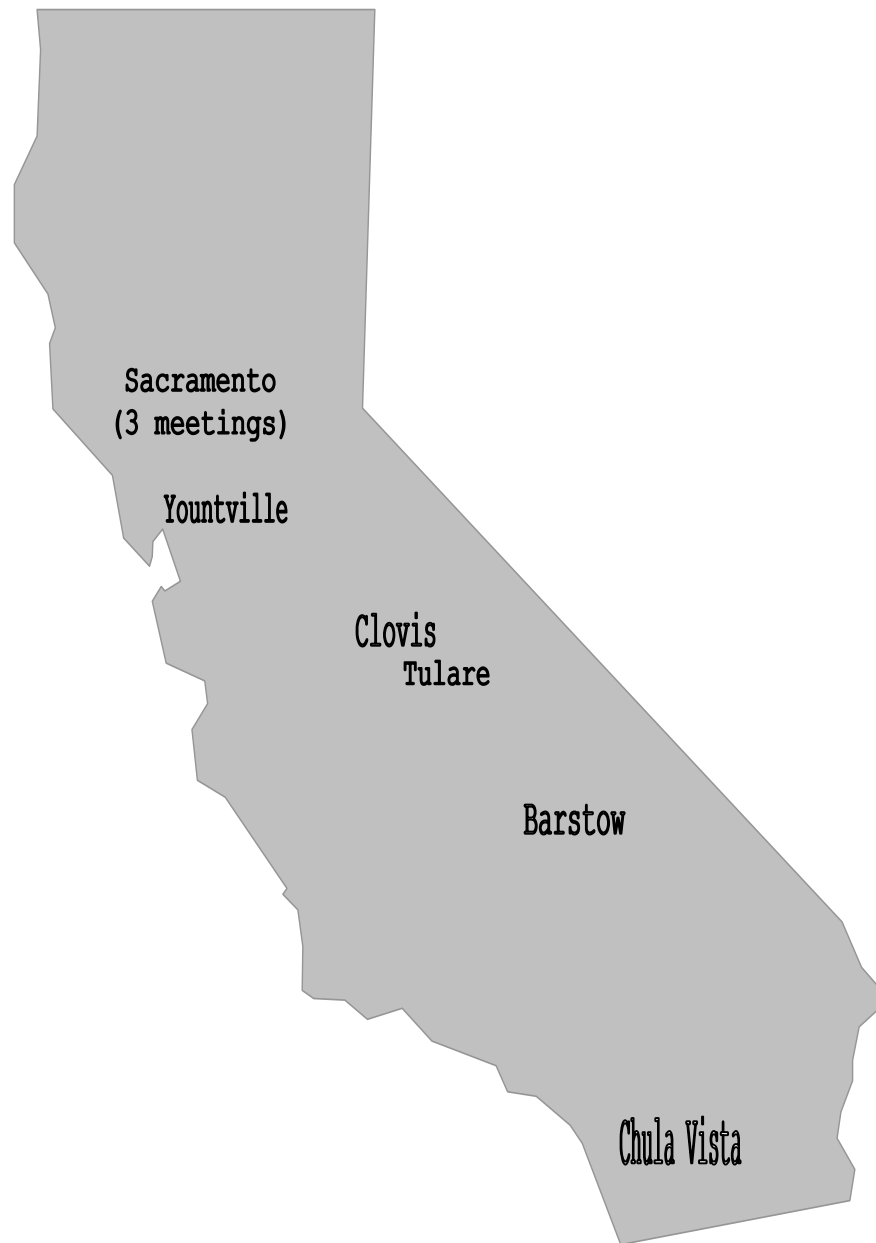 Sacramento
(3 meetings)
Yountville
Clovis
Tulare
Barstow
Chula Vista